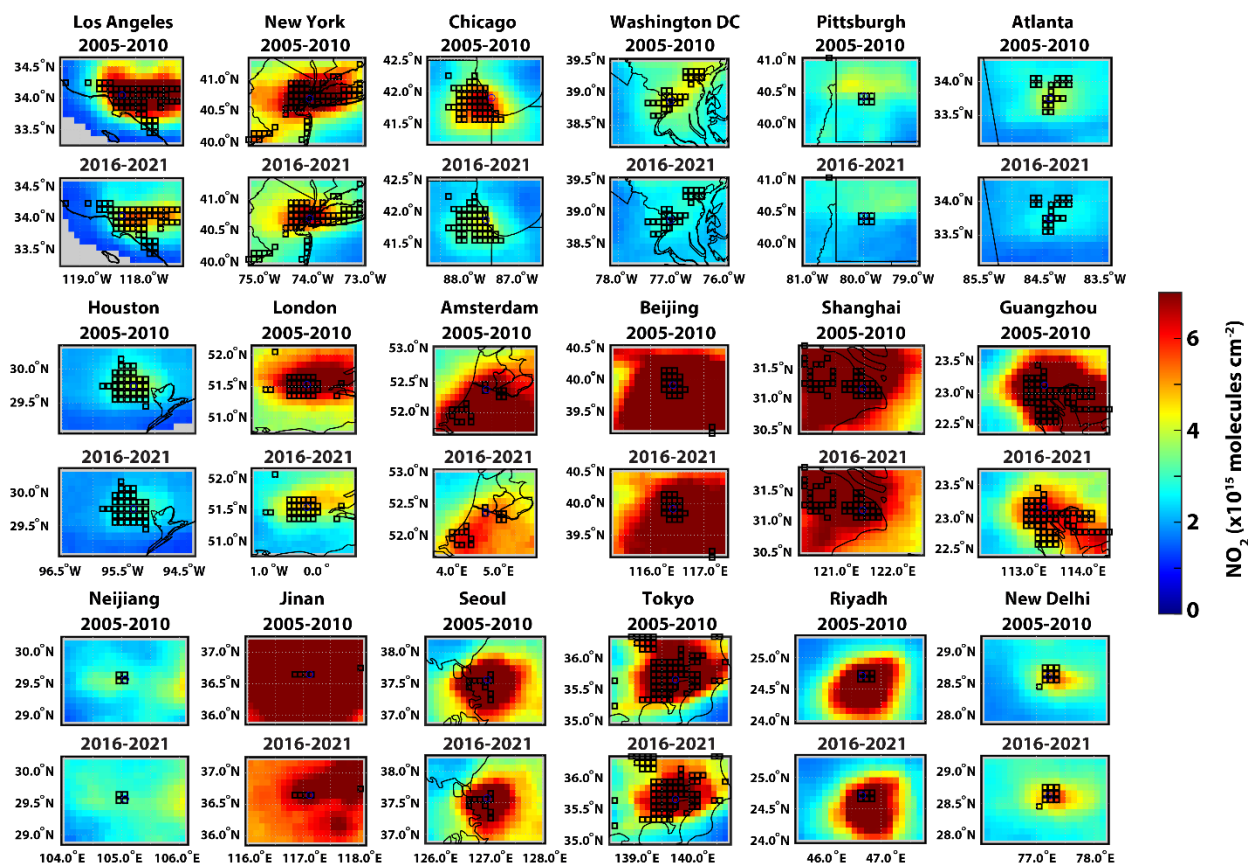 Los Angeles New York Chicago Washington DC Pittsburgh Atlanta
2005-2010 2005-2010 2005-2010 2005-2010 2005-2010 2005-2010
34.5°N 41.0°N 42.5°N 39.5°N 41.0°N 34.0°N
34.0°N 40.5°N 42.0°N 39.0°N 40.5°N 33.5°N
33.5°N 40.0°N 41.5°N 38.5°N 40.0°N
2016-2021 2016-2021 2016-2021 2016-2021 2016-2021 2016-2021
34.5°N 41.0°N 42.5°N 39.5°N 41.0°N 34.0°N
34.0°N 40.5°N 42.0°N 39.0°N 40.5°N 33.5°N
33.5°N 40.0°N 41.5°N 38.5°N 40.0°N
119.0°W 118.0°W 75.0°W 74.0°W 73.0°W 88.0°W 87.0°W 78.0°W 77.0°W 76.0°W 81.0°W 80.0°W 79.0°W 85.5°W 84.5°W 83.5°W
Houston London Amsterdam Beijing Shanghai Guangzhou
2005-2010 2005-2010 2005-2010 2005-2010 2005-2010 2005-2010
30.0°N 52.0°N 53.0°N 40.5°N 31.5°N 23.5°N
29.5°N 51.5°N 52.5°N 40.0°N 31.0°N 23.0°N
51.0°N 52.0°N 39.5°N 30.5°N 22.5°N
2016-2021 2016-2021 2016-2021 2016-2021 2016-2021 2016-2021
30.0°N 52.0°N 53.0°N 40.5°N 31.5°N 23.5°N
29.5°N 51.5°N 52.5°N 40.0°N 31.0°N 23.0°N
51.0°N 52.0°N 39.5°N 30.5°N 22.5°N
96.5°W 95.5°W 94.5°W 1.0°W 0.0° 4.0°E 5.0°E 116.0°E 117.0°E 121.0°E 122.0°E 113.0°E 114.0°E
Neijiang Jinan Seoul Tokyo Riyadh New Delhi
2005-2010 2005-2010 2005-2010 2005-2010 2005-2010 2005-2010
30.0°N 37.0°N 38.0°N 36.0°N 25.0°N 29.0°N
29.5°N 36.5°N 37.5°N 35.5°N 24.5°N 28.5°N
29.0°N 36.0°N 37.0°N 35.0°N 24.0°N 28.0°N
2016-2021 2016-2021 2016-2021 2016-2021 2016-2021 2016-2021
30.0°N 37.0°N 38.0°N 36.0°N 25.0°N 29.0°N
29.5°N 36.5°N 37.5°N 35.5°N 24.5°N 28.5°N
29.0°N 36.0°N 37.0°N 35.0°N 24.0°N 28.0°N
104.0°E 105.0°E 106.0°E 116.0°E 117.0°E 118.0°E 126.0°E 127.0°E 128.0°E 139.0°E 140.0°E 46.0°E 47.0°E 77.0°E 78.0°E
6
4
2
0
NO₂ (x10¹⁵ molecules cm⁻²)